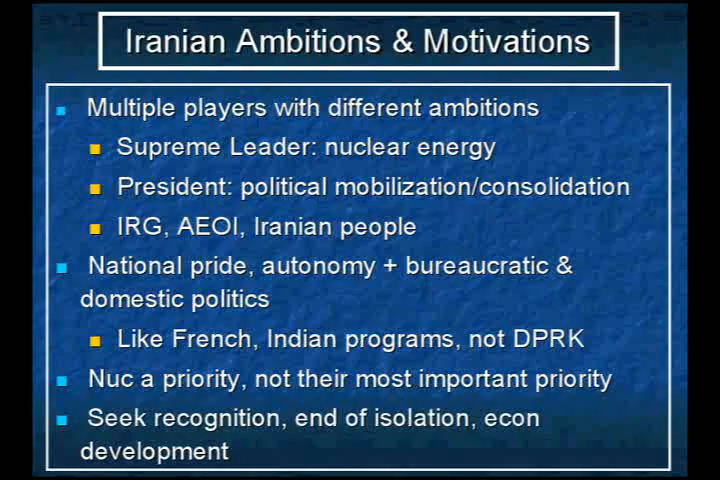 Iranian Ambitions & Motivations
Multiple players with different ambitions
Supreme Leader: nuclear energy
President: political mobilization/consolidation
IRG, AEOI, Iranian people
National pride, autonomy + bureaucratic &
domestic politics
Like French, Indian programs, not DPRK
Nuc a priority, not their most important priority
Seek recognition, end of isolation, econ
development